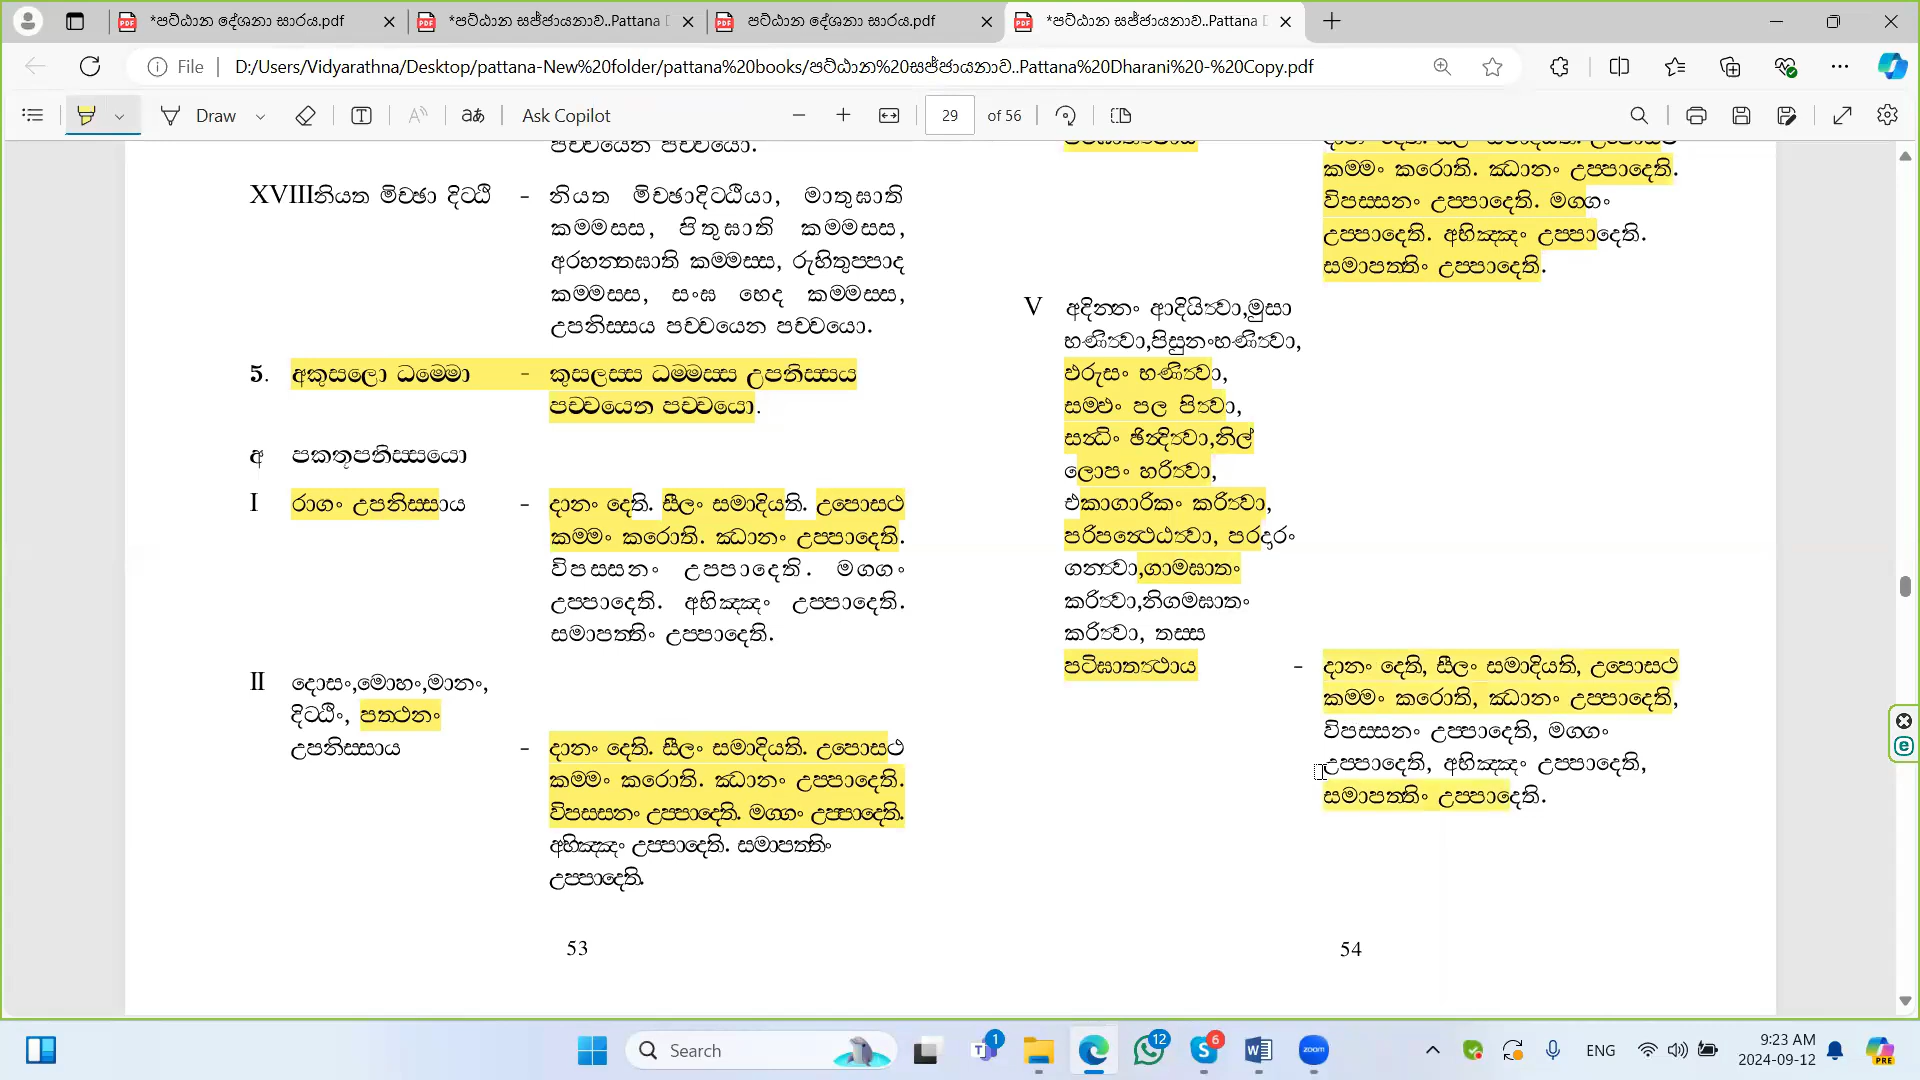 *පට්ඨාන දේශනා සාරය.pdf
*පට්ඨාන සජ්ඣායනාව..Pattana D
පට්ඨාන දේශනා සාරය.pdf
*පට්ඨාන සජ්ඣායනාව..Pattana D
File
D:/Users/Vidyarathna/Desktop/pattana-New%20folder/pattana%20books/පට්ඨාන%20සජ්ඣායනාව..Pattana%20Dharani%20-%20Copy.pdf
Draw
Ask Copilot
29 of 56
පච්චයෙන පච්චයො.
XVIII නියත මිච්ඡා දිට්ඨි - නියත මිච්ඡාදිට්ඨියා, මාතුඝාති
කම්මස්ස, පිතුඝාති කම්මස්ස,
අරහන්තඝාති කම්මස්ස, රුහිතුප්පාද
කම්මස්ස, සංඝ භෙද කම්මස්ස,
උපනිස්සය පච්චයෙන පච්චයො.
5. අකුසලො ධම්මො - කුසලස්ස ධම්මස්ස උපනිස්සය
පච්චයෙන පච්චයො.
අ පකතූපනිස්සයො
I රාගං උපනිස්සාය - දානං දෙති. සීලං සමාදියති. උපොසථ
කම්මං කරොති. ඣානං උප්පාදෙති.
විපස්සනං උප්පාදෙති. මග්ගං
උප්පාදෙති. අභිඤ්ඤං උප්පාදෙති.
සමාපත්තිං උප්පාදෙති.
II දොසං,මොහං,මානං,
දිට්ඨිං, පත්ථනං
උපනිස්සාය - දානං දෙති. සීලං සමාදියති. උපොසථ
කම්මං කරොති. ඣානං උප්පාදෙති.
විපස්සනං උප්පාදෙති. මග්ගං උප්පාදෙති.
අභිඤ්ඤං උප්පාදෙති. සමාපත්තිං
උප්පාදෙති.
53
කම්මං කරොති. ඣානං උප්පාදෙති.
විපස්සනං උප්පාදෙති. මග්ගං
උප්පාදෙති. අභිඤ්ඤං උප්පාදෙති.
සමාපත්තිං උප්පාදෙති.
V අදින්නං ආදියිත්වා,මුසා
භණිත්වා,පිසුනංභණිත්වා,
ඵරුසං භණිත්වා,
සම්ඵං පල පිත්වා,
සන්ධිං ඡින්දිත්වා,නිල්
ලොපං හරිත්වා,
එකාගාරිකං කරිත්වා,
පරිපන්ථෙඨත්වා, පරදාරං
ගන්ත්වා,ගාමඝාතං
කරිත්වා,නිගමඝාතං
කරිත්වා, තස්ස
පටිඝාතත්ථාය - දානං දෙති, සීලං සමාදියති, උපොසථ
කම්මං කරොති, ඣානං උප්පාදෙති,
විපස්සනං උප්පාදෙති, මග්ගං
උප්පාදෙති, අභිඤ්ඤං උප්පාදෙති,
සමාපත්තිං උප්පාදෙති.
54
Search
1
12
6
zoom
ENG
9:23 AM
2024-09-12
PRE